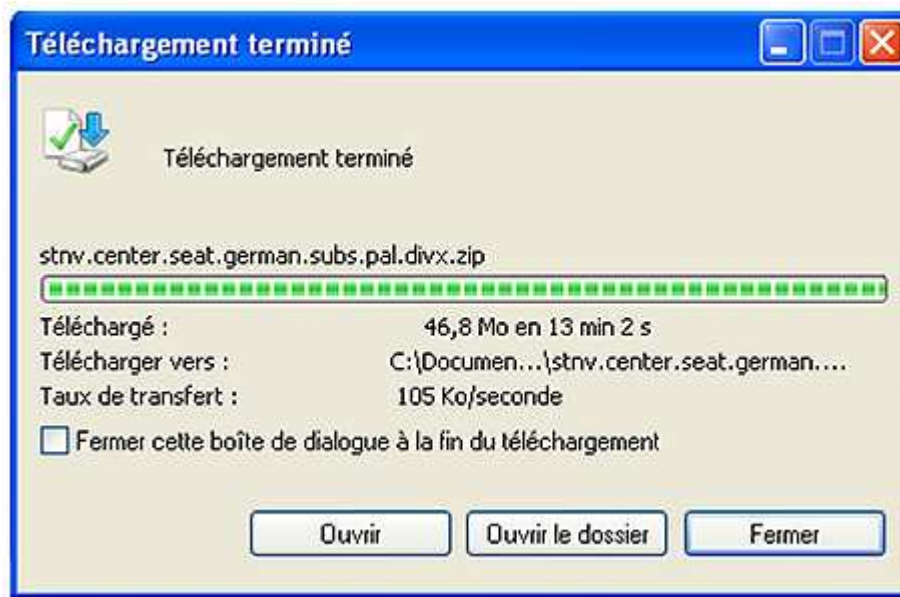 Téléchargement terminé
Téléchargement terminé
stnv.center.seat.german.subs.pal.divx.zip
Téléchargé : 46,8 Mo en 13 min 2 s
Télécharger vers : C:\Documen...\stnv.center.seat.german....
Taux de transfert : 105 Ko/seconde
Fermer cette boîte de dialogue à la fin du téléchargement
Ouvrir Ouvrir le dossier Fermer